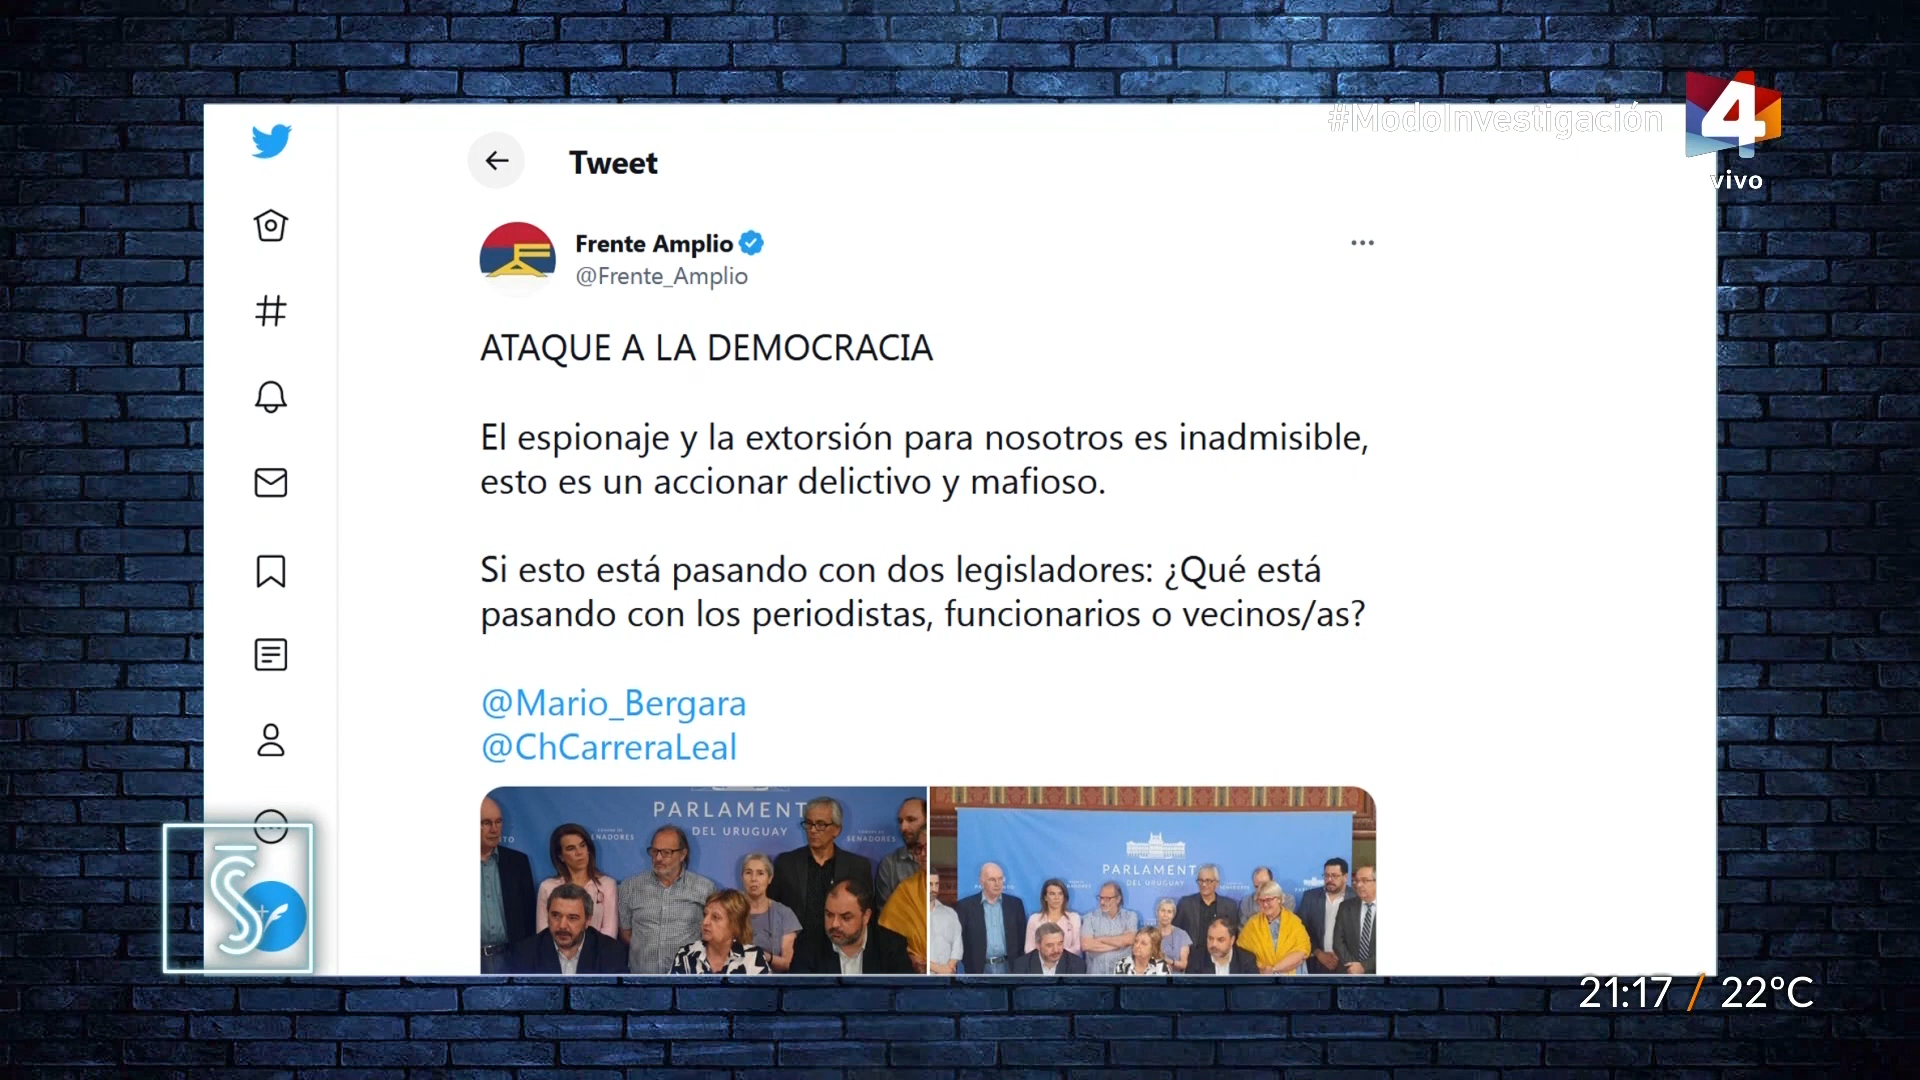 #ModoInvestigación
4
vivo
Tweet
Frente Amplio
@Frente_Amplio
ATAQUE A LA DEMOCRACIA
El espionaje y la extorsión para nosotros es inadmisible,
esto es un accionar delictivo y mafioso.
Si esto está pasando con dos legisladores: ¿Qué está
pasando con los periodistas, funcionarios o vecinos/as?
@Mario_Bergara
@ChCarreraLeal
PARLAMENT
DEL URUGUAY
SENADORES
PARLAMENT
DEL URUGUAY
S
21:17 / 22°C